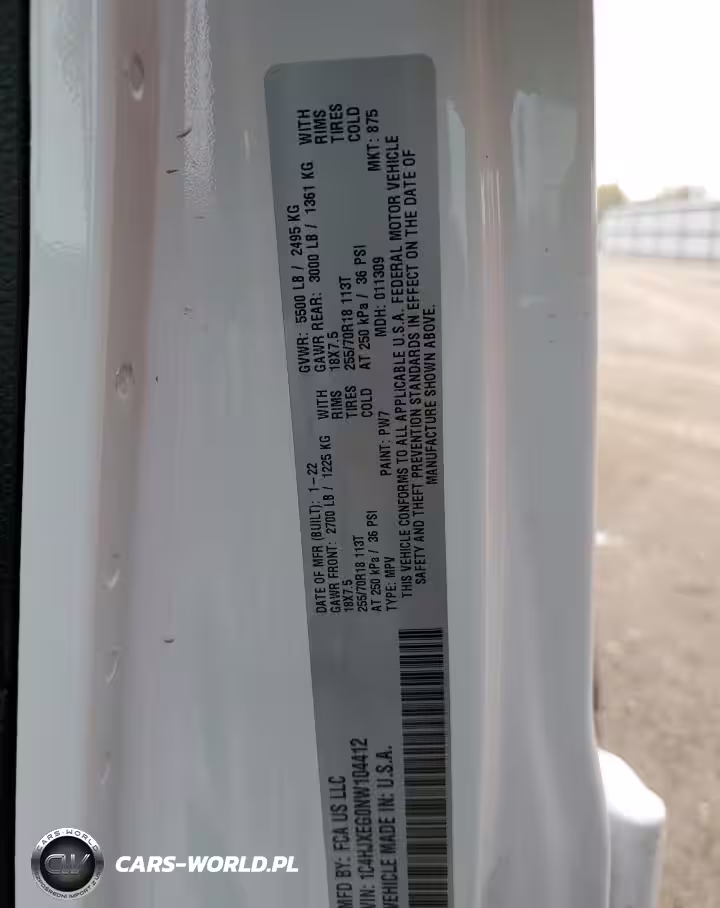 MFD BY: FCA US LLC
VIN: 1C4HJXEG0NW104412
VEHICLE MADE IN: U.S.A.
DATE OF MFR (BUILT): 1-22 GVWR: 5500 LB / 2495 KG
GAWR FRONT: 2700 LB / 1225 KG WITH GAWR REAR: 3000 LB / 1361 KG WITH
18X7.5 RIMS 18X7.5 RIMS
255/70R18 113T TIRES 255/70R18 113T TIRES
AT 250 kPa / 36 PSI COLD AT 250 kPa / 36 PSI COLD
TYPE: MPV PAINT: PW7 MDH: 011309 MKT: 875
THIS VEHICLE CONFORMS TO ALL APPLICABLE U.S.A. FEDERAL MOTOR VEHICLE
SAFETY AND THEFT PREVENTION STANDARDS IN EFFECT ON THE DATE OF
MANUFACTURE SHOWN ABOVE.
CARS-WORLD.PL
CARS-WORLD
CW